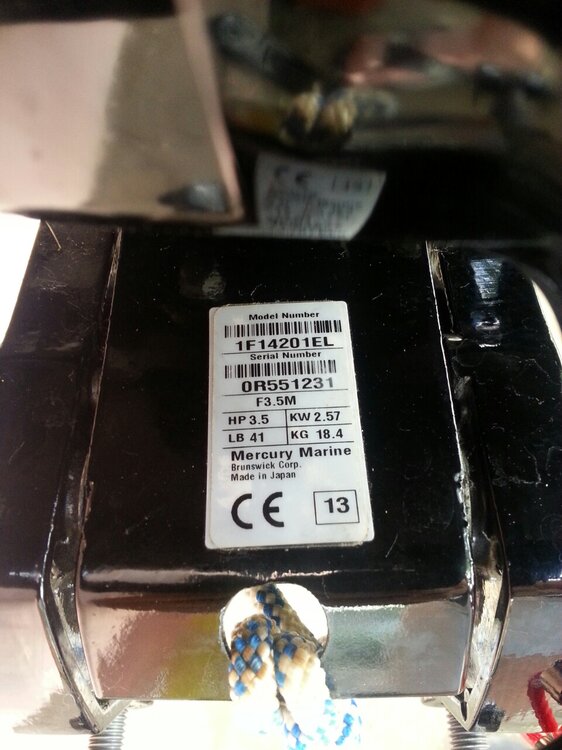 Model Number
1F14201EL
Serial Number
0R551231
F3.5M
HP 3.5 KW 2.57
LB 41 KG 18.4
Mercury Marine
Brunswick Corp.
Made in Japan
CE 13